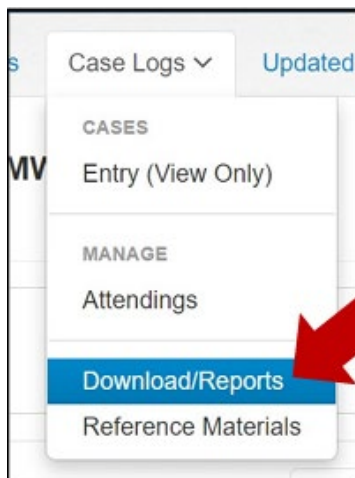 s Case Logs Updated
CASES
MV
Entry (View Only)
MANAGE
Attendings
Download/Reports
Reference Materials